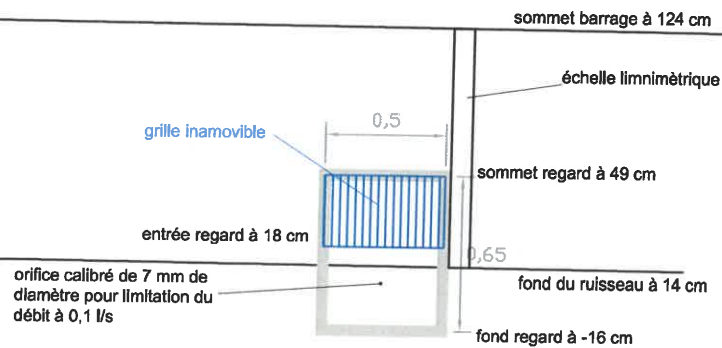 sommet barrage à 124 cm
échelle limnimètrique
0,5
grille inamovible
sommet regard à 49 cm
entrée regard à 18 cm
0,65
orifice calibré de 7 mm de
diamètre pour limitation du
débit à 0,1 l/s
fond du ruisseau à 14 cm
fond regard à -16 cm